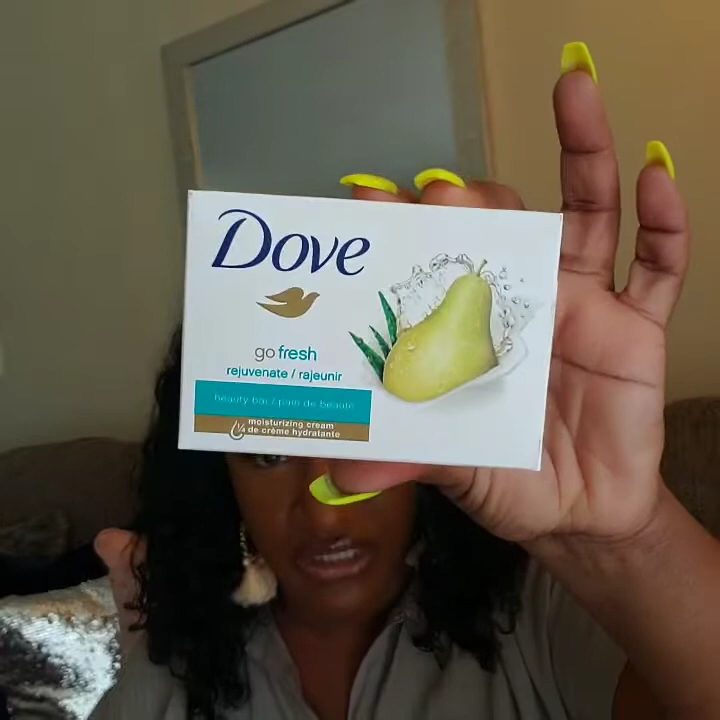 Dove
go fresh
rejuvenate / rajeunir
beauty bar / pain de beauté
¼ moisturizing cream
de crème hydratante